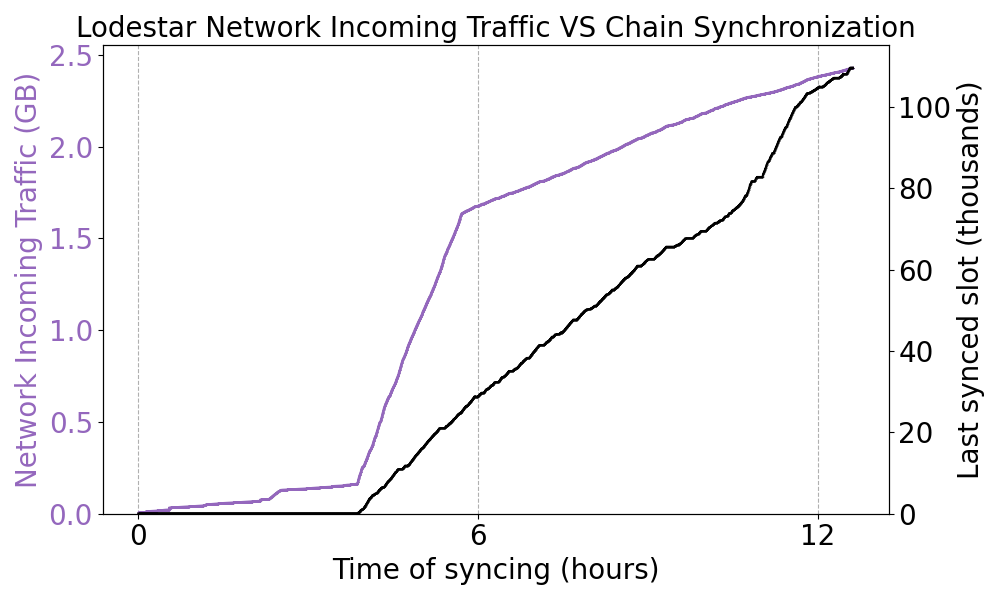 Lodestar Network Incoming Traffic VS Chain Synchronization
Network Incoming Traffic (GB)
2.5
2.0
1.5
1.0
0.5
0.0
100
80
60
40
20
0
Last synced slot (thousands)
0 6 12
Time of syncing (hours)